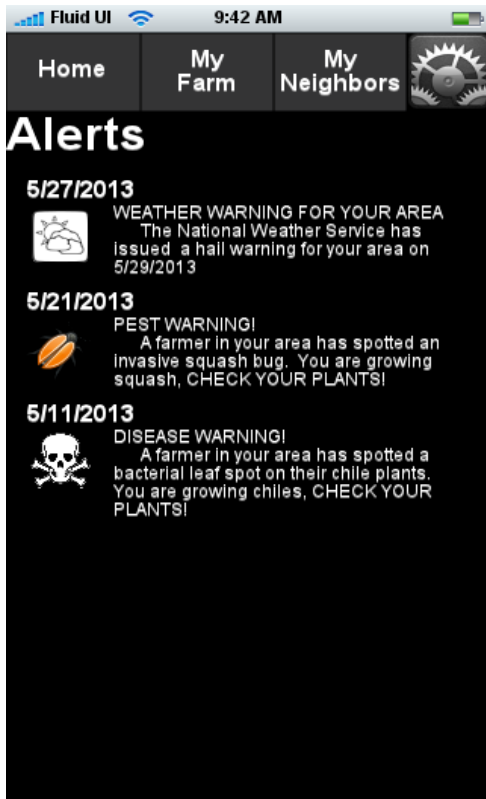 Fluid UI 9:42 AM
Home
My
Farm
My
Neighbors
Alerts
5/27/2013
WEATHER WARNING FOR YOUR AREA
The National Weather Service has
issued a hail warning for your area on
5/29/2013
5/21/2013
PEST WARNING!
A farmer in your area has spotted an
invasive squash bug. You are growing
squash, CHECK YOUR PLANTS!
5/11/2013
DISEASE WARNING!
A farmer in your area has spotted a
bacterial leaf spot on their chile plants.
You are growing chiles, CHECK YOUR
PLANTS!